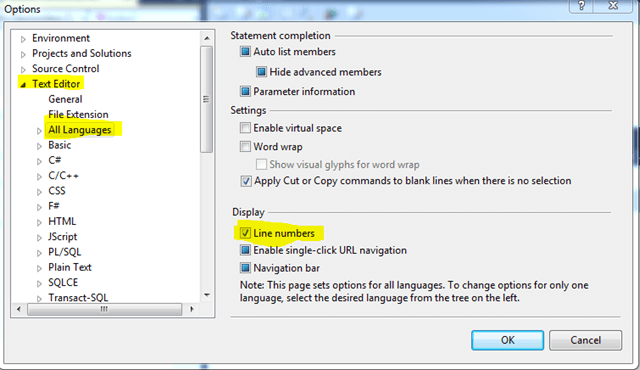 Options
Environment
Projects and Solutions
Source Control
Text Editor
General
File Extension
All Languages
Basic
C#
C/C++
CSS
F#
HTML
JScript
PL/SQL
Plain Text
SQLCE
Transact-SQL
Statement completion
Auto list members
Hide advanced members
Parameter information
Settings
Enable virtual space
Word wrap
Show visual glyphs for word wrap
Apply Cut or Copy commands to blank lines when there is no selection
Display
Line numbers
Enable single-click URL navigation
Navigation bar
Note: This page sets options for all languages. To change options for only one
language, select the desired language from the tree on the left.
OK
Cancel